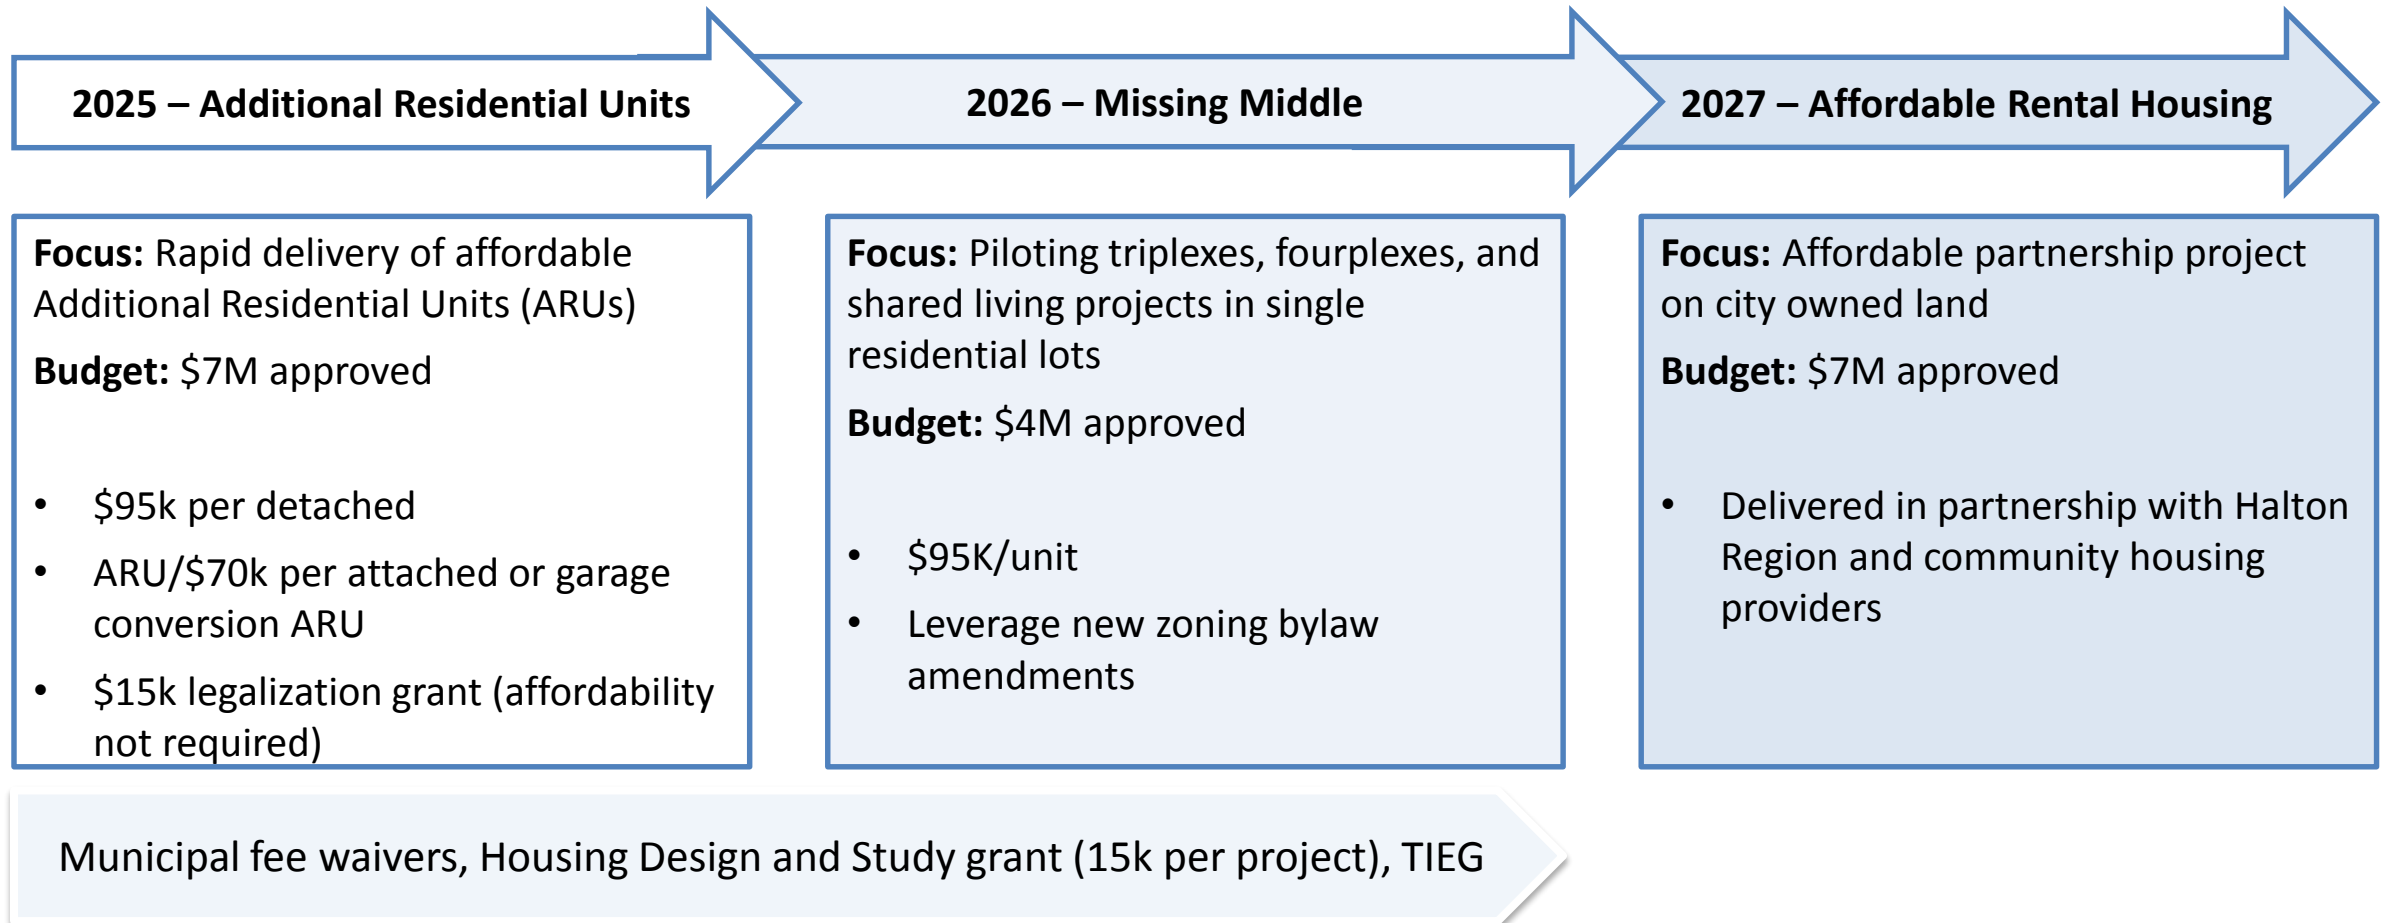 2025 – Additional Residential Units
2026 – Missing Middle
2027 – Affordable Rental Housing
Focus: Rapid delivery of affordable
Additional Residential Units (ARUs)
Budget: $7M approved
• $95k per detached
• ARU/$70k per attached or garage
conversion ARU
• $15k legalization grant (affordability
not required)
Focus: Piloting triplexes, fourplexes, and
shared living projects in single
residential lots
Budget: $4M approved
• $95K/unit
• Leverage new zoning bylaw
amendments
Focus: Affordable partnership project
on city owned land
Budget: $7M approved
• Delivered in partnership with Halton
Region and community housing
providers
Municipal fee waivers, Housing Design and Study grant (15k per project), TIEG